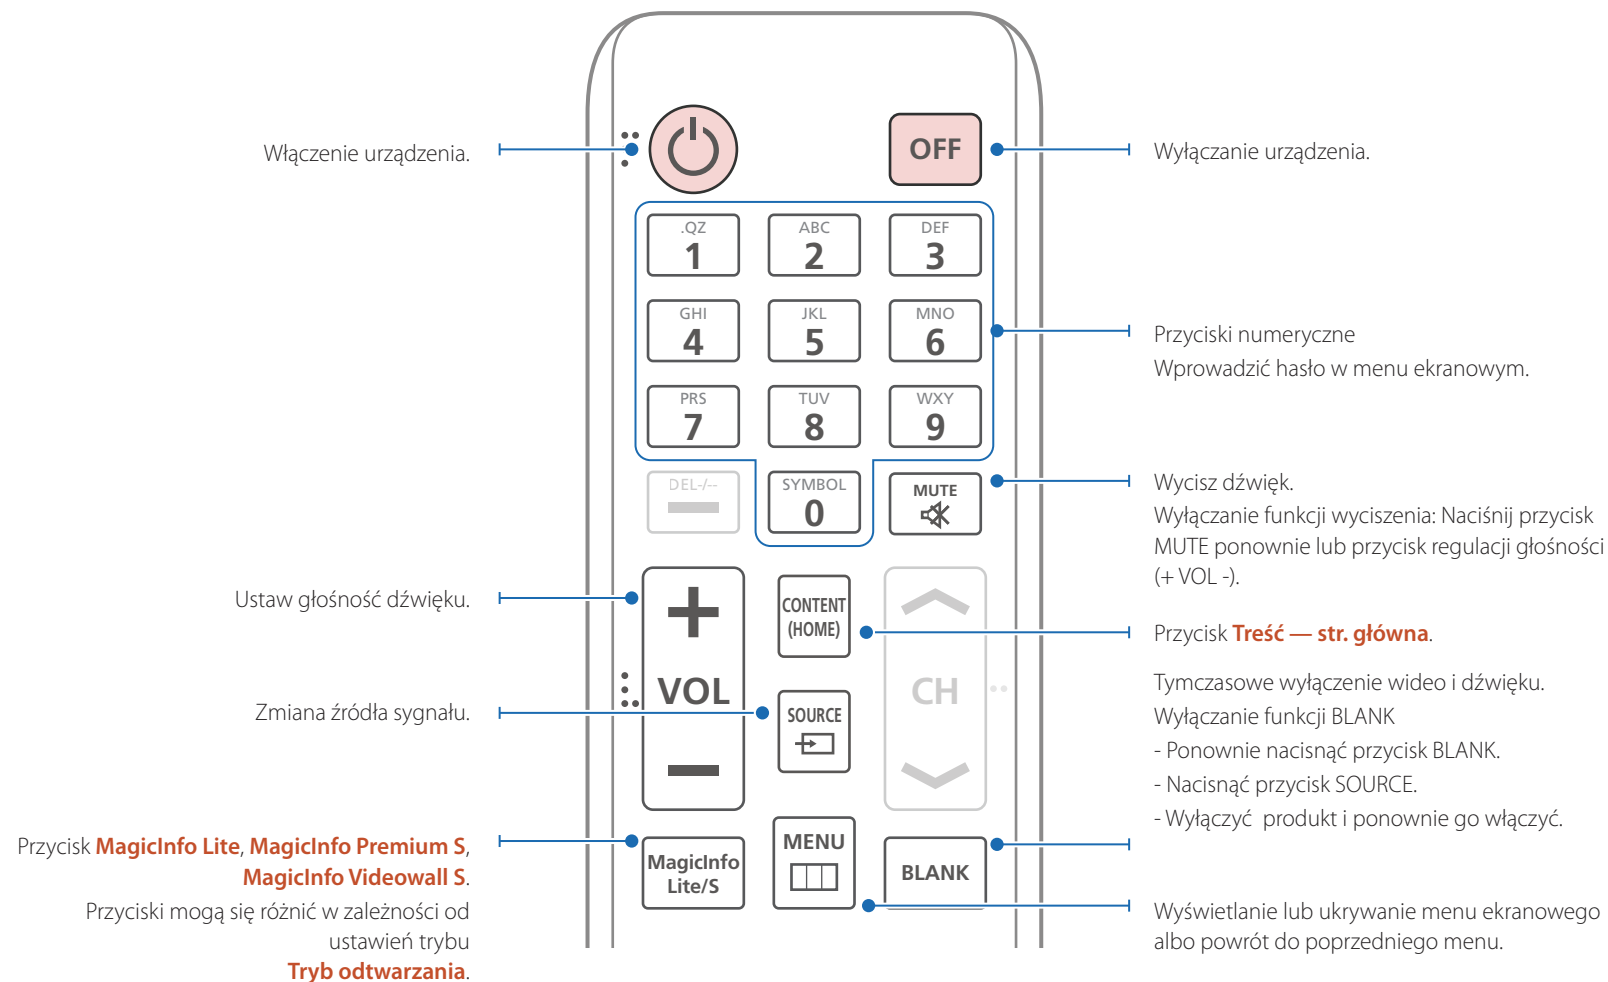 Włączenie urządzenia.
OFF
Wyłączanie urządzenia.
.QZ
1
ABC
2
DEF
3
GHI
4
JKL
5
MNO
6
Przyciski numeryczne
Wprowadzić hasło w menu ekranowym.
PRS
7
TUV
8
WXY
9
DEL-/--
SYMBOL
0
MUTE
Wycisz dźwięk.
Wyłączanie funkcji wyciszenia: Naciśnij przycisk
MUTE ponownie lub przycisk regulacji głośności
(+ VOL -).
Ustaw głośność dźwięku.
VOL
CONTENT
(HOME)
CH
Przycisk Treść — str. główna.
Zmiana źródła sygnału.
SOURCE
Tymczasowe wyłączenie wideo i dźwięku.
Wyłączanie funkcji BLANK
- Ponownie nacisnąć przycisk BLANK.
- Nacisnąć przycisk SOURCE.
- Wyłączyć produkt i ponownie go włączyć.
Przycisk MagicInfo Lite, MagicInfo Premium S,
MagicInfo Videowall S.
Przyciski mogą się różnić w zależności od
ustawień trybu
Tryb odtwarzania.
MagicInfo
Lite/S
MENU
BLANK
Wyświetlanie lub ukrywanie menu ekranowego
albo powrót do poprzedniego menu.